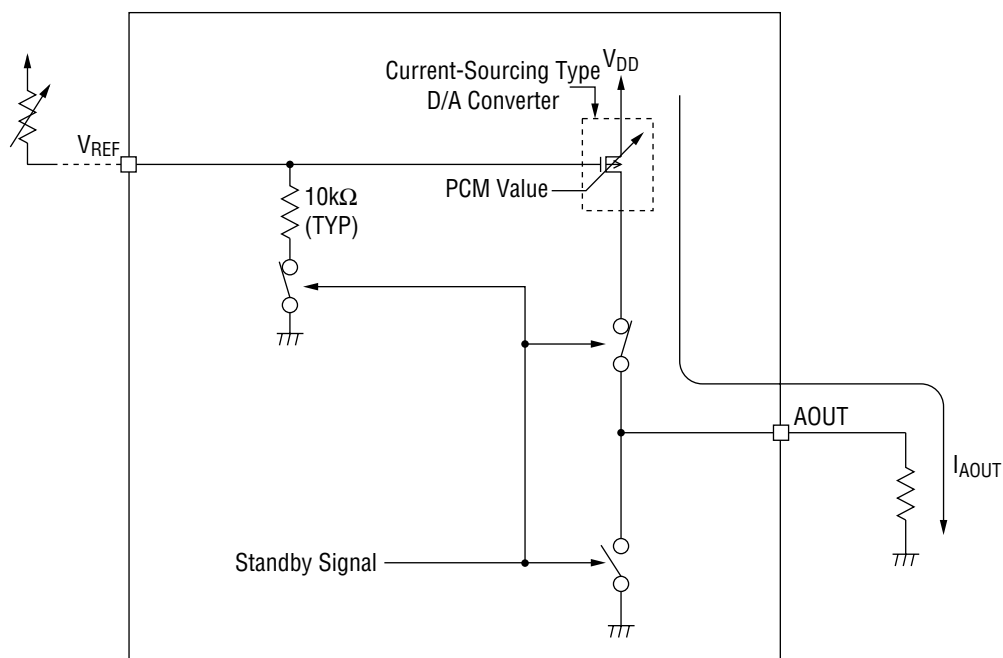 VDD
Current-Sourcing Type
D/A Converter
VREF
PCM Value
10kΩ
(TYP)
AOUT
IAOUT
Standby Signal